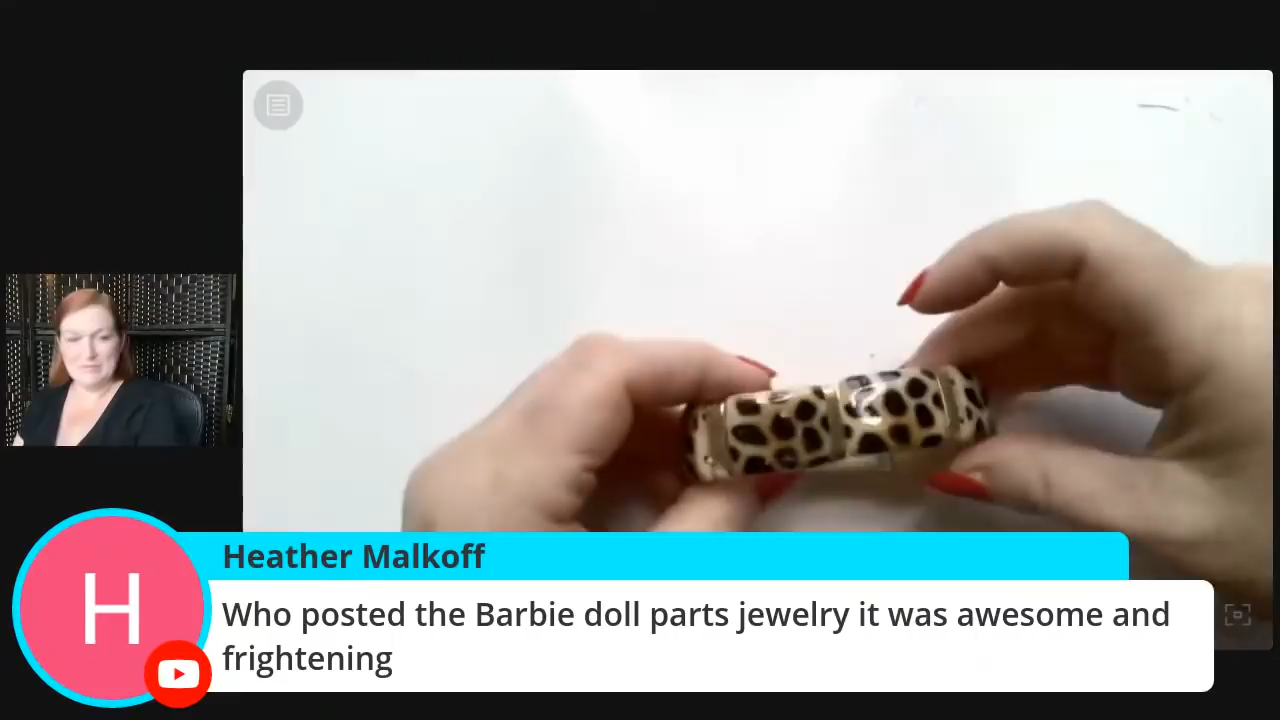 Heather Malkoff
H
Who posted the Barbie doll parts jewelry it was awesome and
frightening